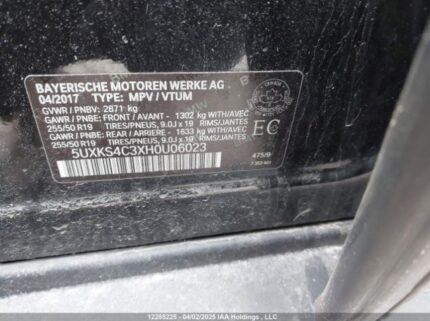 BAYERISCHE MOTOREN WERKE AG
04/2017 TYPE: MPV / VTUM
GVWR / PNBV: 2871 kg
GAWR / PNBE: FRONT / AVANT - 1302 kg WITH/AVEC
255/50 R19 TIRES/PNEUS, 9.0J x 19 RIMS/JANTES
GAWR / PNBE: REAR / ARRIERE - 1633 kg WITH/AVEC
255/50 R19 TIRES/PNEUS, 9.0J x 19 RIMS/JANTES
5UXKS4C3XH0U06023
EC
475/9
12285225 - 04/02/2025 IAA Holdings, LLC